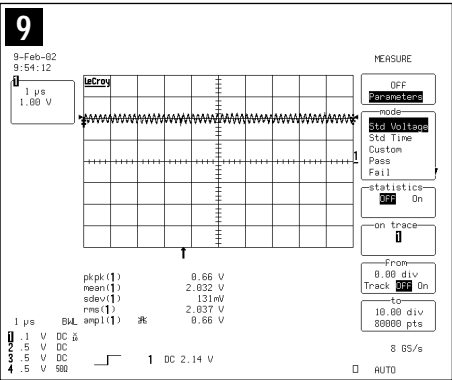 9
9-Feb-02
9:54:12
1
1 µs
1.00 V
LeCroy
1
MEASURE
OFF
Parameters
mode
Std Voltage
Std Time
Custom
Pass
Fail
statistics
OFF On
on trace
1
From
0.00 div
Track OFF On
to
10.00 div
80000 pts
pkpk(1) 0.66 V
mean(1) 2.032 V
sdev(1) 131mV
rms(1) 2.037 V
ampl(1) 0.66 V
1 µs BWL
1 .1 V DC
2 .5 V DC
3 .5 V DC
4 .5 V 50Ω
1 DC 2.14 V
8 GS/s
AUTO